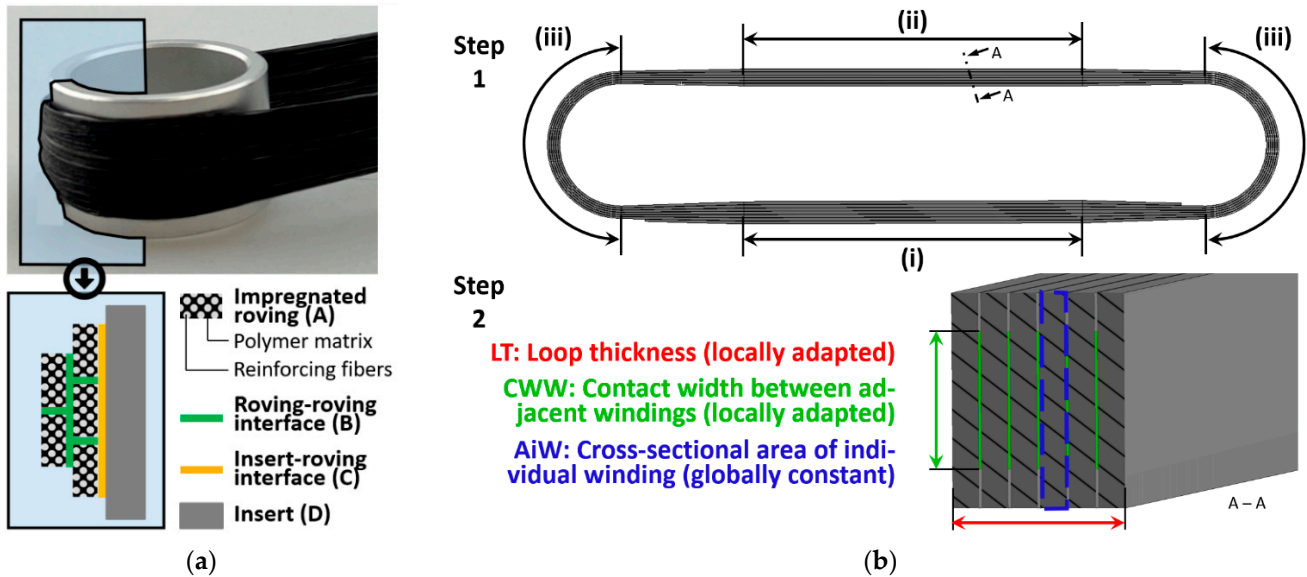 Impregnated
roving (A)
Polymer matrix
Reinforcing fibers
Roving-roving
interface (B)
Insert-roving
interface (C)
Insert (D)
(a)
Step
1
(iii)
(ii)
(iii)
A
A
(i)
Step
2
LT: Loop thickness (locally adapted)
CWW: Contact width between ad-
jacent windings (locally adapted)
AiW: Cross-sectional area of indi-
vidual winding (globally constant)
A – A
(b)